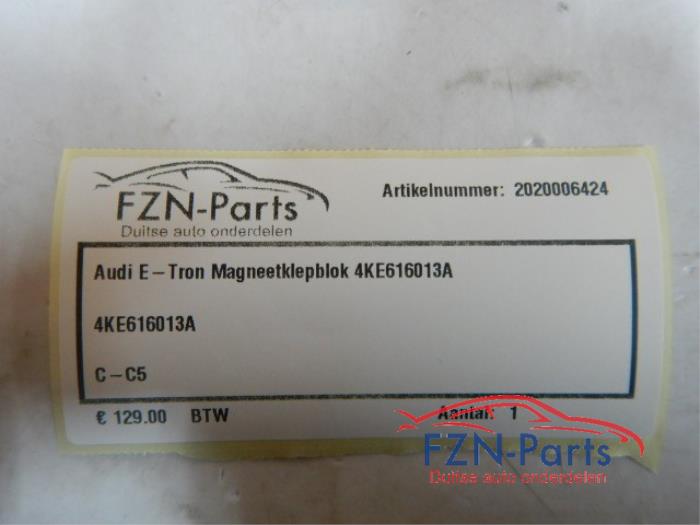 FZN-Parts
Duitse auto onderdelen
Artikelnummer: 2020006424
Audi E-Tron Magneetklepblok 4KE616013A
4KE616013A
C-C5
€ 129.00 BTW Aantal: 1
FZN-Parts
Duitse auto onderdelen